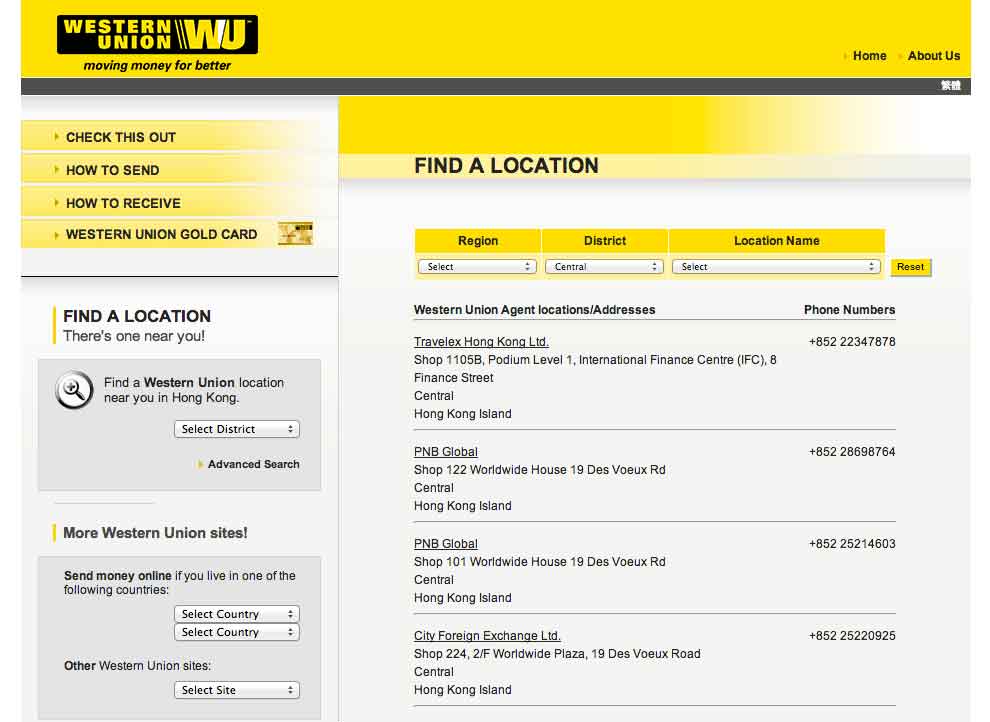 WESTERN
UNION WU
moving money for better
Home About Us
繁體
CHECK THIS OUT
HOW TO SEND
HOW TO RECEIVE
WESTERN UNION GOLD CARD
FIND A LOCATION
There's one near you!
Find a Western Union location
near you in Hong Kong.
Select District
Advanced Search
More Western Union sites!
Send money online if you live in one of the
following countries:
Select Country
Select Country
Other Western Union sites:
Select Site
FIND A LOCATION
Region District Location Name
Select Central Select Reset
Western Union Agent locations/Addresses Phone Numbers
Travelex Hong Kong Ltd. +852 22347878
Shop 1105B, Podium Level 1, International Finance Centre (IFC), 8
Finance Street
Central
Hong Kong Island
PNB Global +852 28698764
Shop 122 Worldwide House 19 Des Voeux Rd
Central
Hong Kong Island
PNB Global +852 25214603
Shop 101 Worldwide House 19 Des Voeux Rd
Central
Hong Kong Island
City Foreign Exchange Ltd. +852 25220925
Shop 224, 2/F Worldwide Plaza, 19 Des Voeux Road
Central
Hong Kong Island